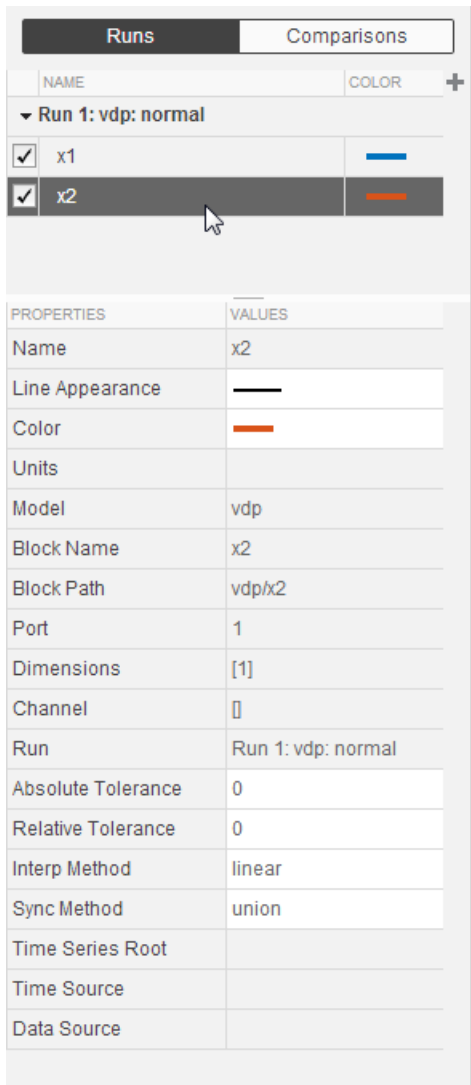 Runs Comparisons
NAME COLOR
Run 1: vdp: normal
x1
x2
PROPERTIES VALUES
Name x2
Line Appearance
Color
Units
Model vdp
Block Name x2
Block Path vdp/x2
Port 1
Dimensions [1]
Channel []
Run Run 1: vdp: normal
Absolute Tolerance 0
Relative Tolerance 0
Interp Method linear
Sync Method union
Time Series Root
Time Source
Data Source